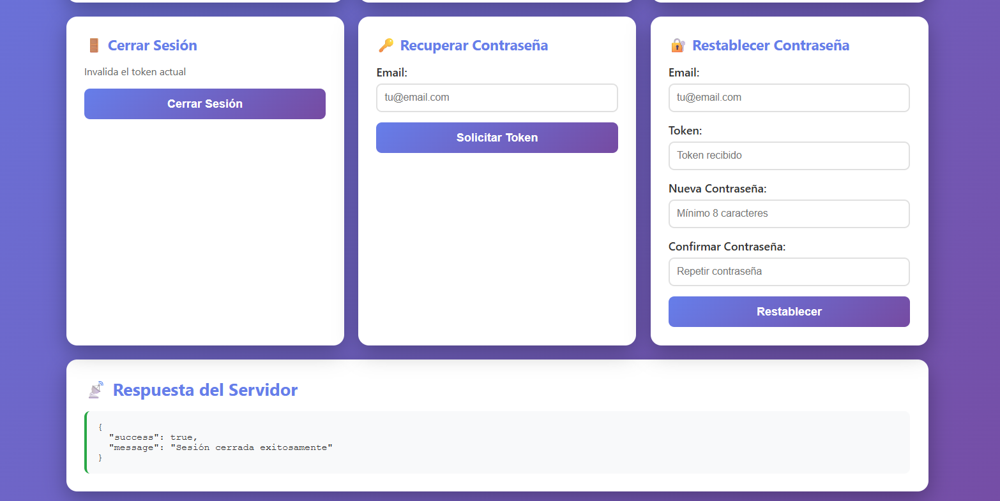 Cerrar Sesión
Invalida el token actual
Cerrar Sesión
Recuperar Contraseña
Email:
tu@email.com
Solicitar Token
Restablecer Contraseña
Email:
tu@email.com
Token:
Token recibido
Nueva Contraseña:
Mínimo 8 caracteres
Confirmar Contraseña:
Repetir contraseña
Restablecer
Respuesta del Servidor
{
  "success": true,
  "message": "Sesión cerrada exitosamente"
}